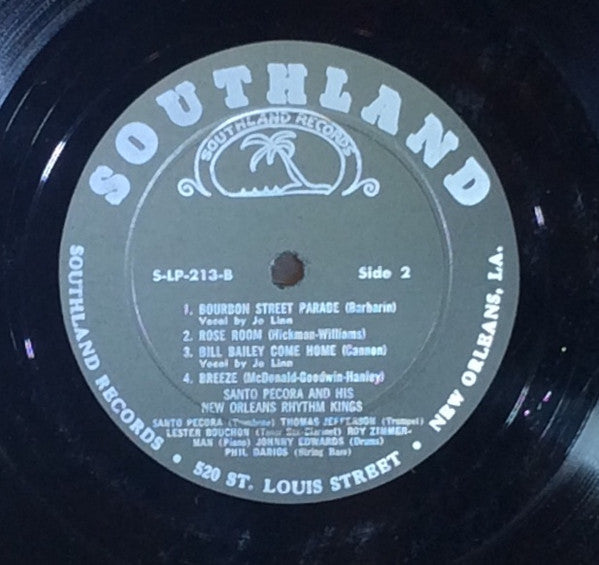 SOUTHLAND
SOUTHLAND RECORDS
S-LP-213-B Side 2
1. BOURBON STREET PARADE (Barbarin)
Vocal by Jo Linn
2. ROSE ROOM (Hickman-Williams)
3. BILL BAILEY COME HOME (Cannon)
Vocal by Jo Linn
4. BREEZE (McDonald-Goodwin-Hanley)
SANTO PECORA AND HIS
NEW ORLEANS RHYTHM KINGS
SANTO PECORA (Trombone) THOMAS JEFFERSON (Trumpet)
LESTER BOUCHON (Tenor Sax-Clarinet) ROY ZIMMER-
MAN (Piano) JOHNNY EDWARDS (Drums)
PHIL DARIOS (String Bass)
SOUTHLAND RECORDS • 520 ST. LOUIS STREET • NEW ORLEANS, LA.